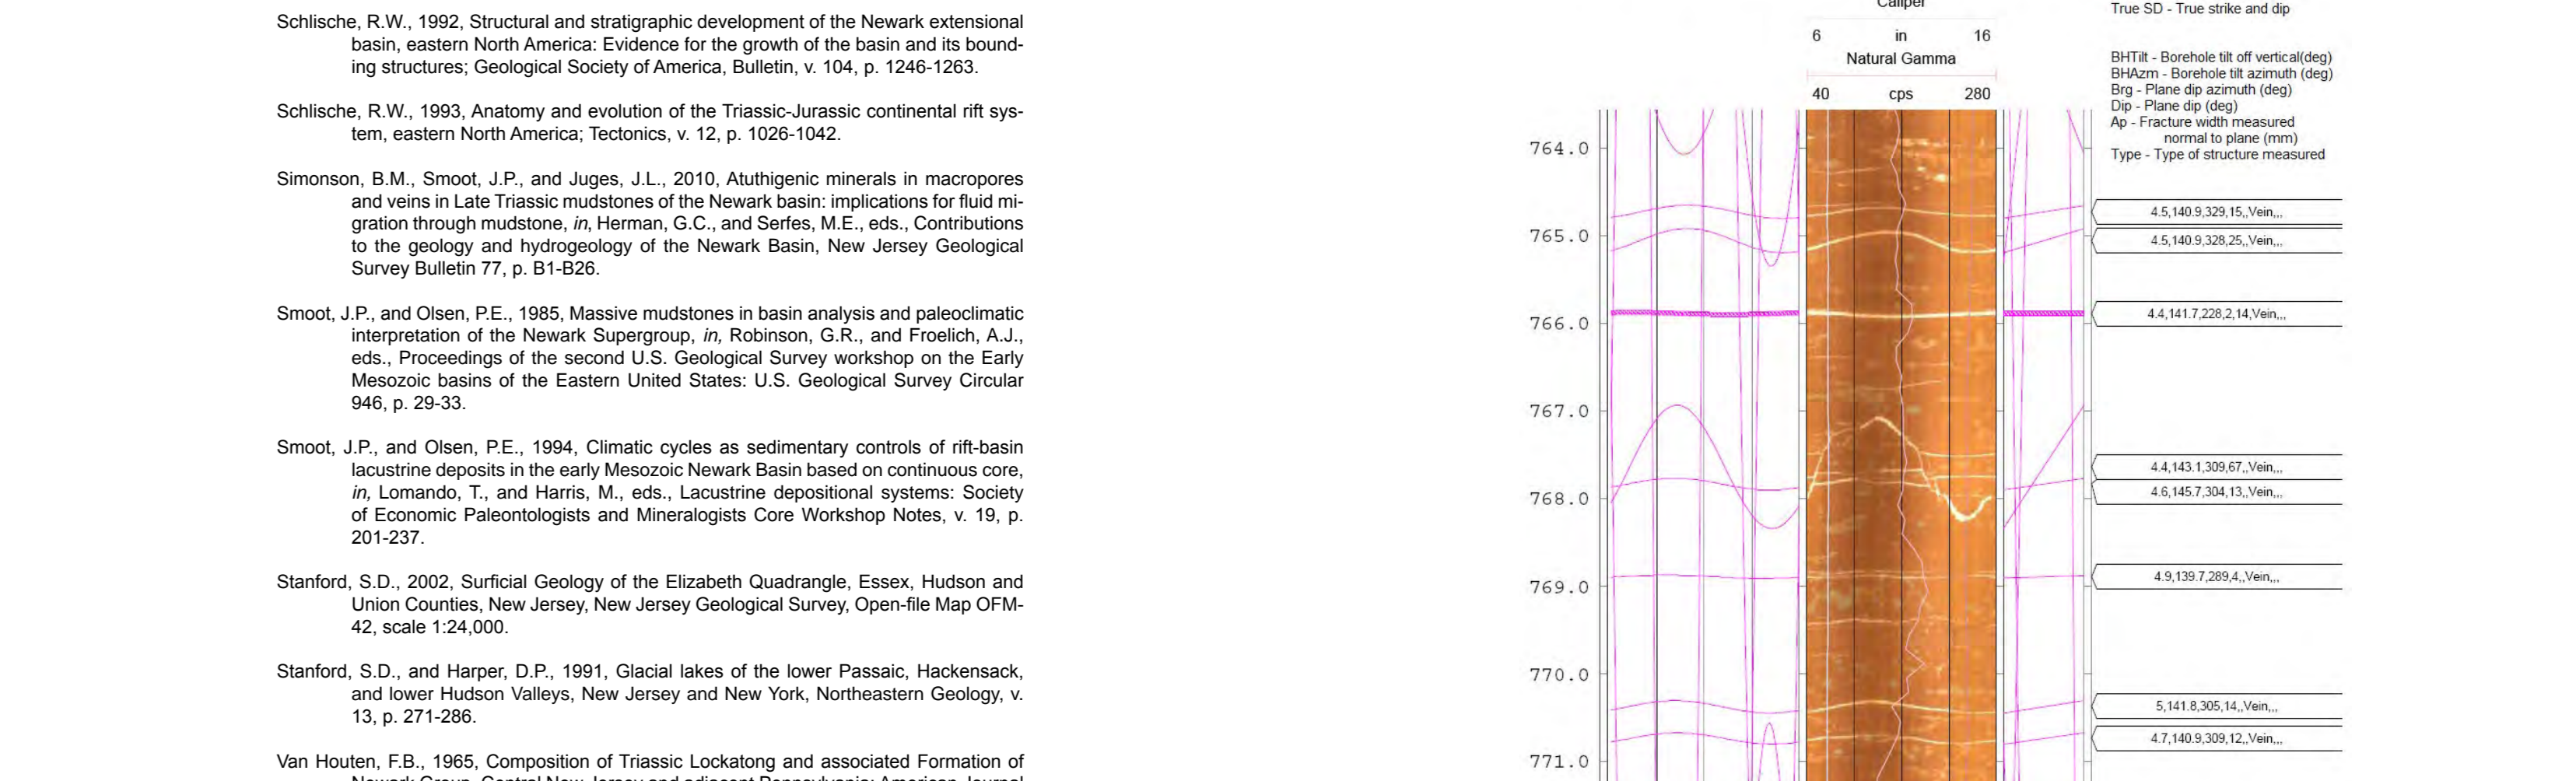 Schlische, R.W., 1992, Structural and stratigraphic development of the Newark extensional
basin, eastern North America: Evidence for the growth of the basin and its bound-
ing structures; Geological Society of America, Bulletin, v. 104, p. 1246-1263.
Schlische, R.W., 1993, Anatomy and evolution of the Triassic-Jurassic continental rift sys-
tem, eastern North America; Tectonics, v. 12, p. 1026-1042.
Simonson, B.M., Smoot, J.P., and Juges, J.L., 2010, Atuthigenic minerals in macropores
and veins in Late Triassic mudstones of the Newark basin: implications for fluid mi-
gration through mudstone, in, Herman, G.C., and Serfes, M.E., eds., Contributions
to the geology and hydrogeology of the Newark Basin, New Jersey Geological
Survey Bulletin 77, p. B1-B26.
Smoot, J.P., and Olsen, P.E., 1985, Massive mudstones in basin analysis and paleoclimatic
interpretation of the Newark Supergroup, in, Robinson, G.R., and Froelich, A.J.,
eds., Proceedings of the second U.S. Geological Survey workshop on the Early
Mesozoic basins of the Eastern United States: U.S. Geological Survey Circular
946, p. 29-33.
Smoot, J.P., and Olsen, P.E., 1994, Climatic cycles as sedimentary controls of rift-basin
lacustrine deposits in the early Mesozoic Newark Basin based on continuous core,
in, Lomando, T., and Harris, M., eds., Lacustrine depositional systems: Society
of Economic Paleontologists and Mineralogists Core Workshop Notes, v. 19, p.
201-237.
Stanford, S.D., 2002, Surficial Geology of the Elizabeth Quadrangle, Essex, Hudson and
Union Counties, New Jersey, New Jersey Geological Survey, Open-file Map OFM-
42, scale 1:24,000.
Stanford, S.D., and Harper, D.P., 1991, Glacial lakes of the lower Passaic, Hackensack,
and lower Hudson Valleys, New Jersey and New York, Northeastern Geology, v.
13, p. 271-286.
Van Houten, F.B., 1965, Composition of Triassic Lockatong and associated Formation of
Newark Group, Central New Jersey and adjacent Pennsylvania: American Journal
Caliper
6 in 16
Natural Gamma
40 cps 280
True SD - True strike and dip
BHTilt - Borehole tilt off vertical(deg)
BHAzm - Borehole tilt azimuth (deg)
Brg - Plane dip azimuth (deg)
Dip - Plane dip (deg)
Ap - Fracture width measured
normal to plane (mm)
Type - Type of structure measured
764.0
4.5,140.9,329,15,,Vein,,,
765.0
4.5,140.9,328,25,,Vein,,,
4.4,141.7,228,2,14,Vein,,,
766.0
767.0
4.4,143.1,309,67,,Vein,,,
4.6,145.7,304,13,,Vein,,,
768.0
4.9,139.7,289,4,,Vein,,,
769.0
770.0
5,141.8,305,14,,Vein,,,
4.7,140.9,309,12,,Vein,,,
771.0